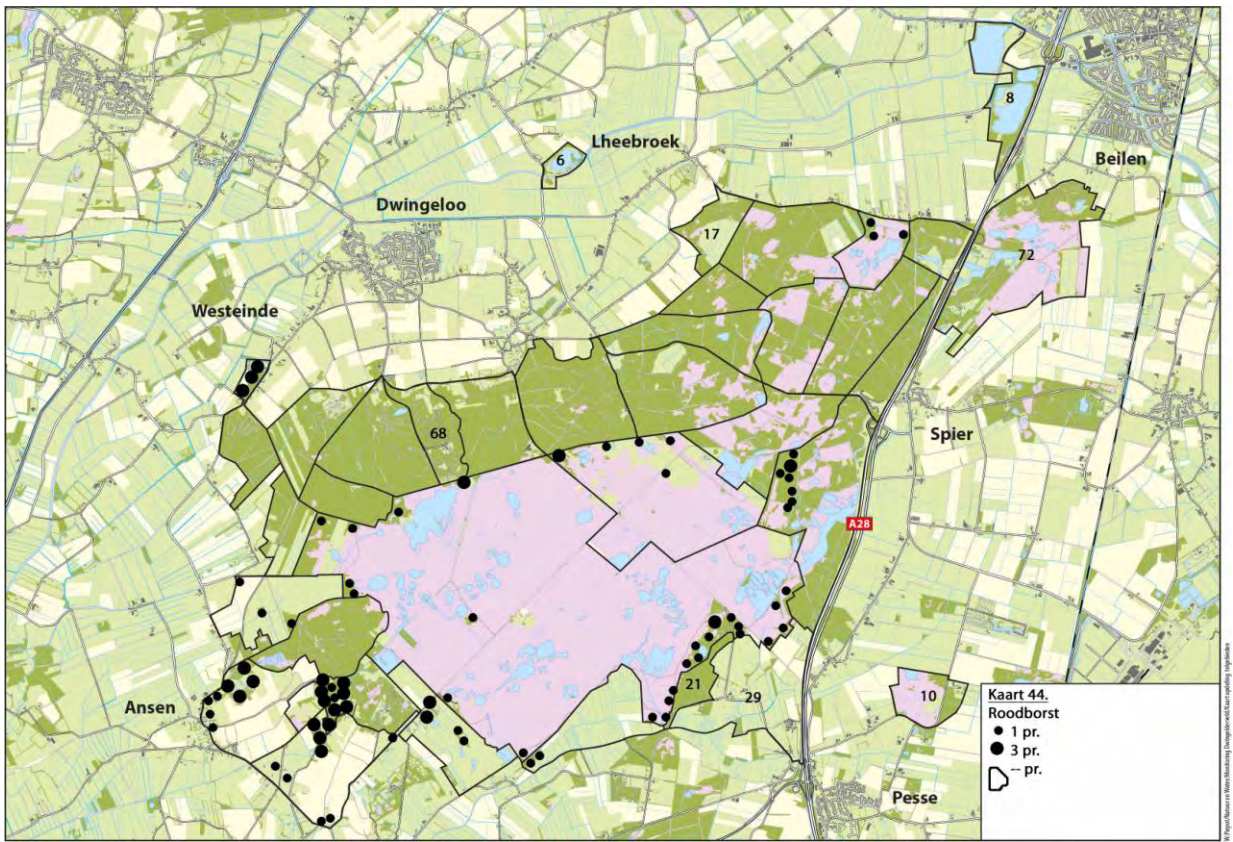 8
Beilen
Lheebroek
6
Dwingeloo
17
72
Westeinde
68
Spier
A28
Ansen
21
29
10
Pesse
Kaart 44.
Roodborst
1 pr.
3 pr.
-- pr.